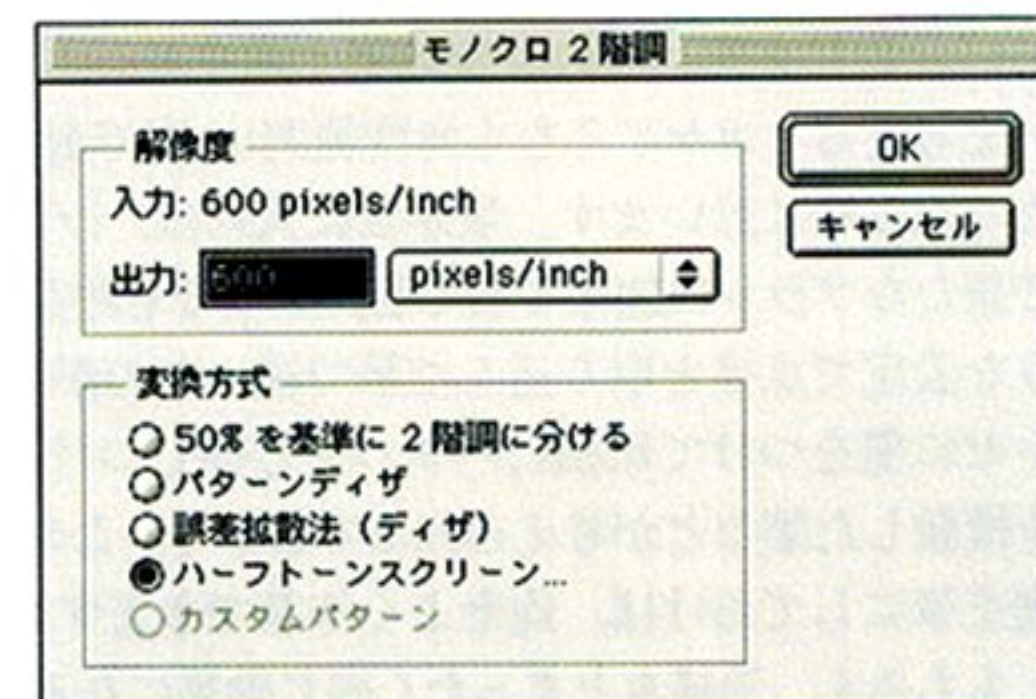 モノクロ 2 階調
解像度
入力: 600 pixels/inch
出力: 600 pixels/inch
OK
キャンセル
変換方式
50% を基準に 2 階調に分ける
パターンディザ
誤差拡散法（ディザ）
ハーフトーンスクリーン...
カスタムパターン